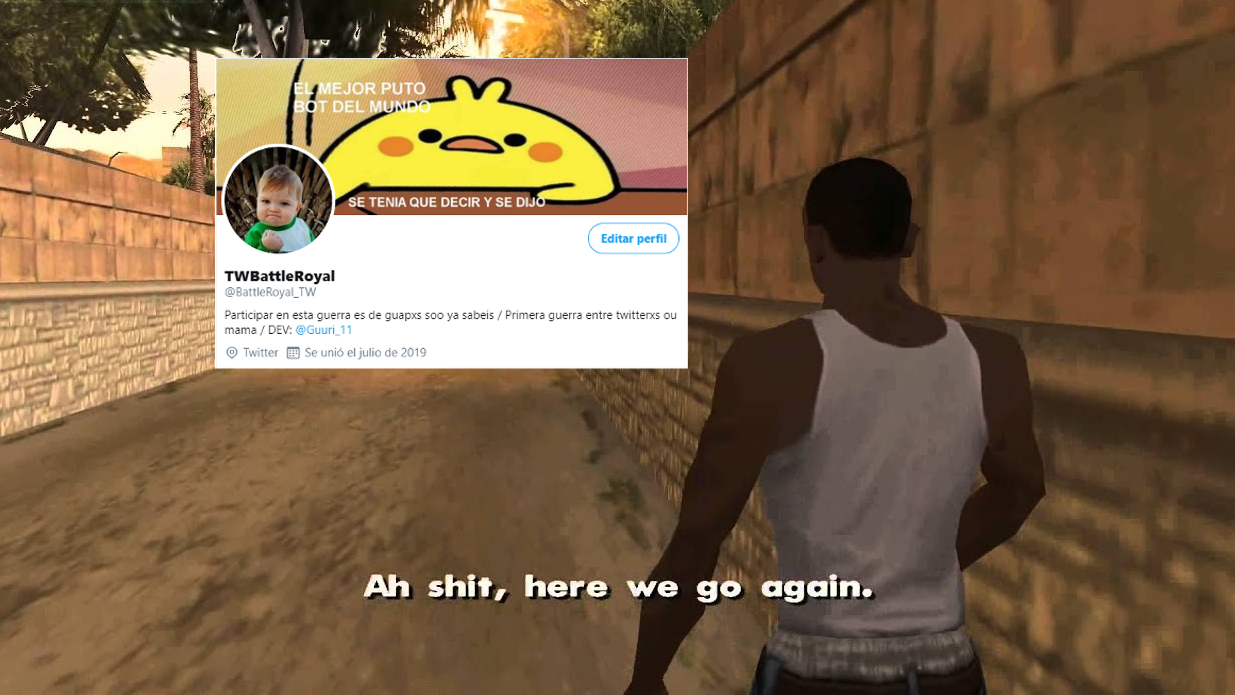 EL MEJOR PUTO
BOT DEL MUNDO
SE TENIA QUE DECIR Y SE DIJO
Editar perfil
TWBattleRoyal
@BattleRoyal_TW
Participar en esta guerra es de guapxs soo ya sabeis / Primera guerra entre twitterxs ou
mama / DEV: @Guuri_11
Twitter Se unió el julio de 2019
Ah shit, here we go again.